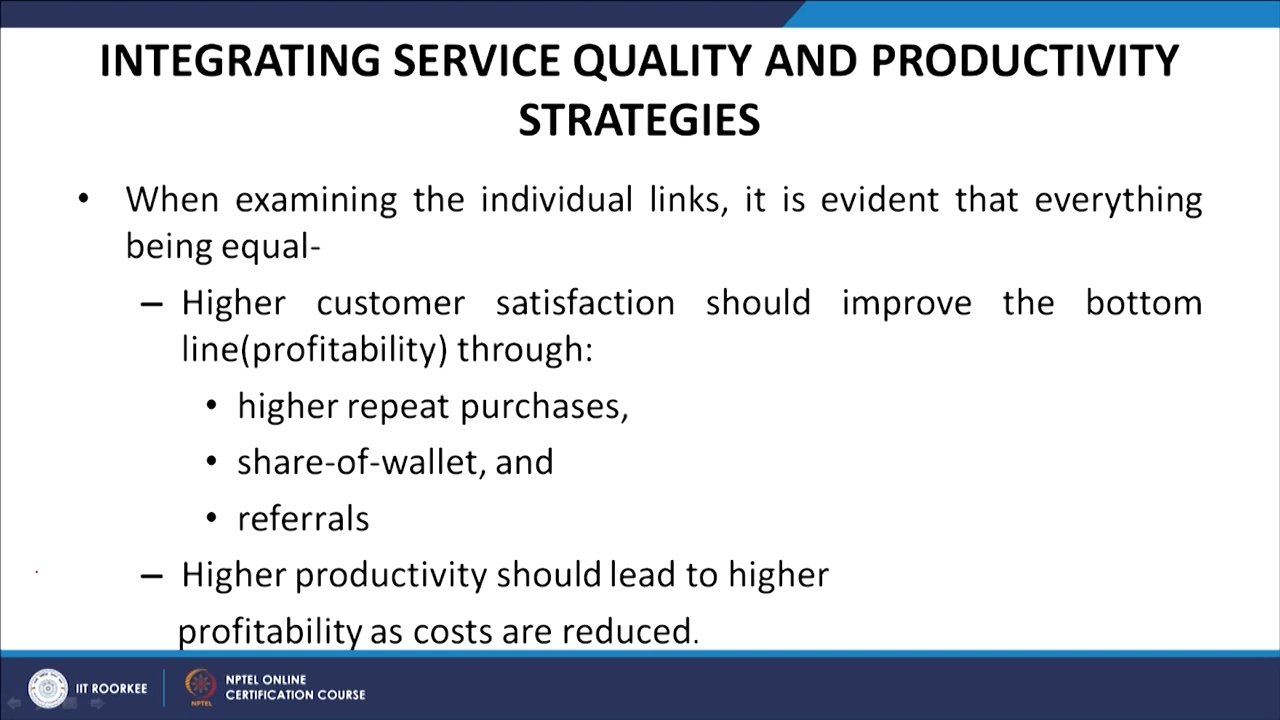 INTEGRATING SERVICE QUALITY AND PRODUCTIVITY
STRATEGIES
• When examining the individual links, it is evident that everything
being equal-
– Higher customer satisfaction should improve the bottom
line(profitability) through:
• higher repeat purchases,
• share-of-wallet, and
• referrals
– Higher productivity should lead to higher
profitability as costs are reduced.
IIT ROORKEE
NPTEL
NPTEL ONLINE
CERTIFICATION COURSE